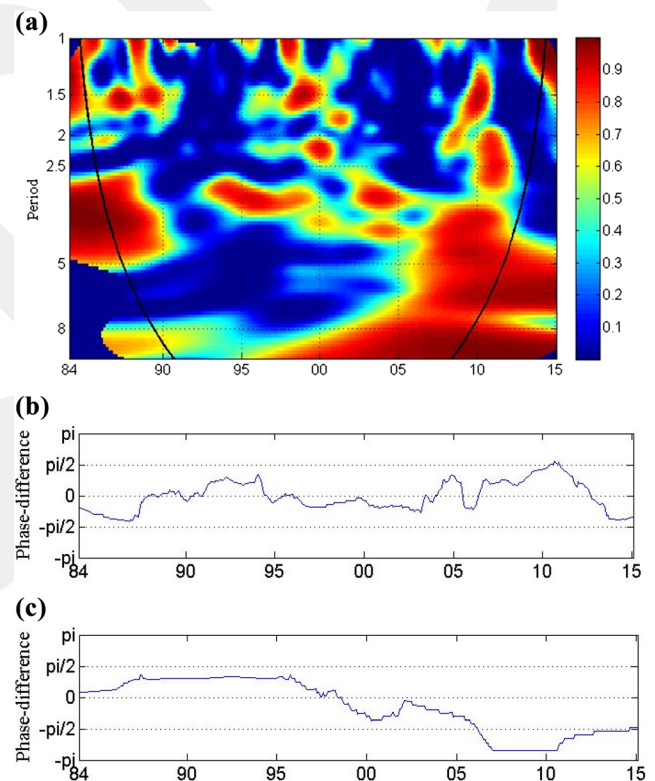 (a)
1
1.5
2
2.5
5
8
Period
84 90 95 00 05 10 15
0.9
0.8
0.7
0.6
0.5
0.4
0.3
0.2
0.1
(b)
Phase-difference
pi
pi/2
0
-pi/2
-pi
84 90 95 00 05 10 15
(c)
Phase-difference
pi
pi/2
0
-pi/2
-pi
84 90 95 00 05 10 15